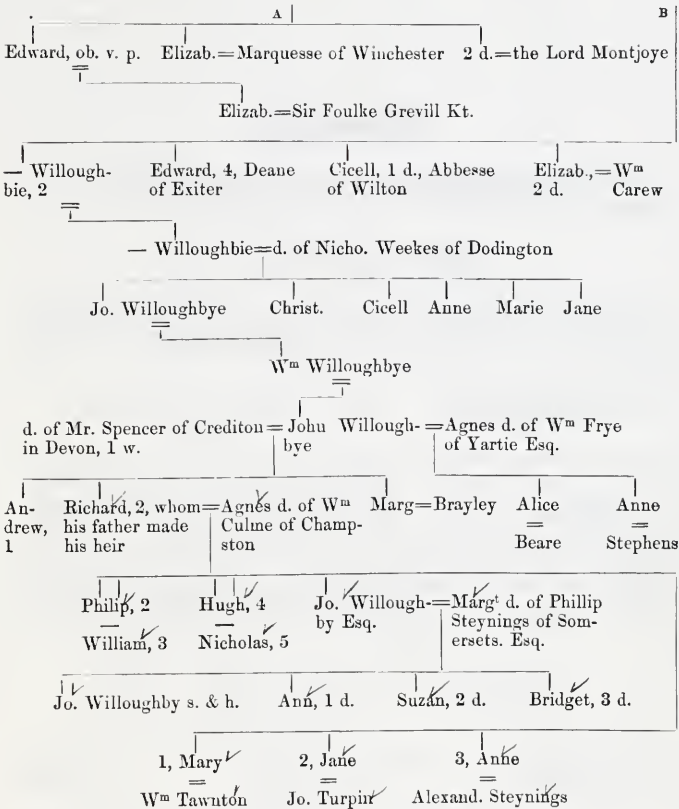 A B
Edward, ob. v. p. Elizab.=Marquesse of Winchester 2 d.=the Lord Montjoye
Elizab.=Sir Foulke Grevill Kt.
— Willough- Edward, 4, Deane Cicell, 1 d., Abbesse Elizab.,=Wm
bie, 2 of Exiter of Wilton 2 d. Carew
— Willoughbie=d. of Nicho. Weekes of Dodington
Jo. Willoughbye Christ. Cicell Anne Marie Jane
Wm Willoughbye
d. of Mr. Spencer of Crediton=John Willough-=Agnes d. of Wm Frye
in Devon, 1 w. bye of Yartie Esq.
An- Richard, 2, whom=Agnes d. of Wm Marg=Brayley Alice Anne
drew, his father made Culme of Champ- = =
1 his heir ston Beare Stephens
Philip, 2 Hugh, 4 Jo. Willough-=Margt d. of Phillip
— — by Esq. Steynings of Som-
William, 3 Nicholas, 5 ersets. Esq.
Jo. Willoughby s. & h. Ann, 1 d. Suzan, 2 d. Bridget, 3 d.
1, Mary 2, Jane 3, Anne
= = =
Wm Tawnton Jo. Turpin Alexand. Steynings